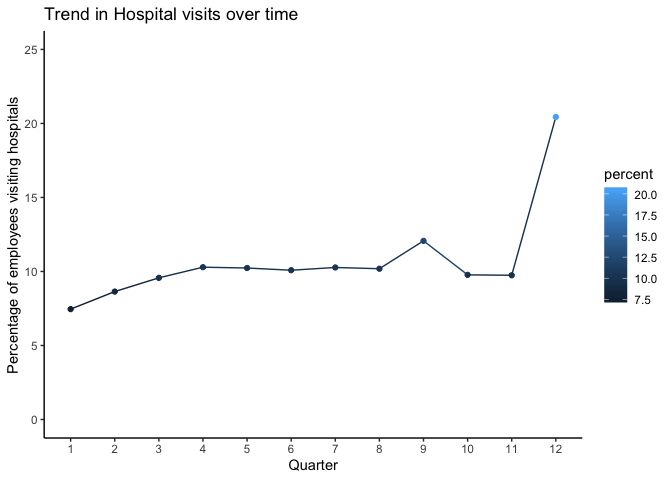 Trend in Hospital visits over time
Percentage of employees visiting hospitals
25
20
15
10
5
0
1 2 3 4 5 6 7 8 9 10 11 12
Quarter
percent
20.0
17.5
15.0
12.5
10.0
7.5